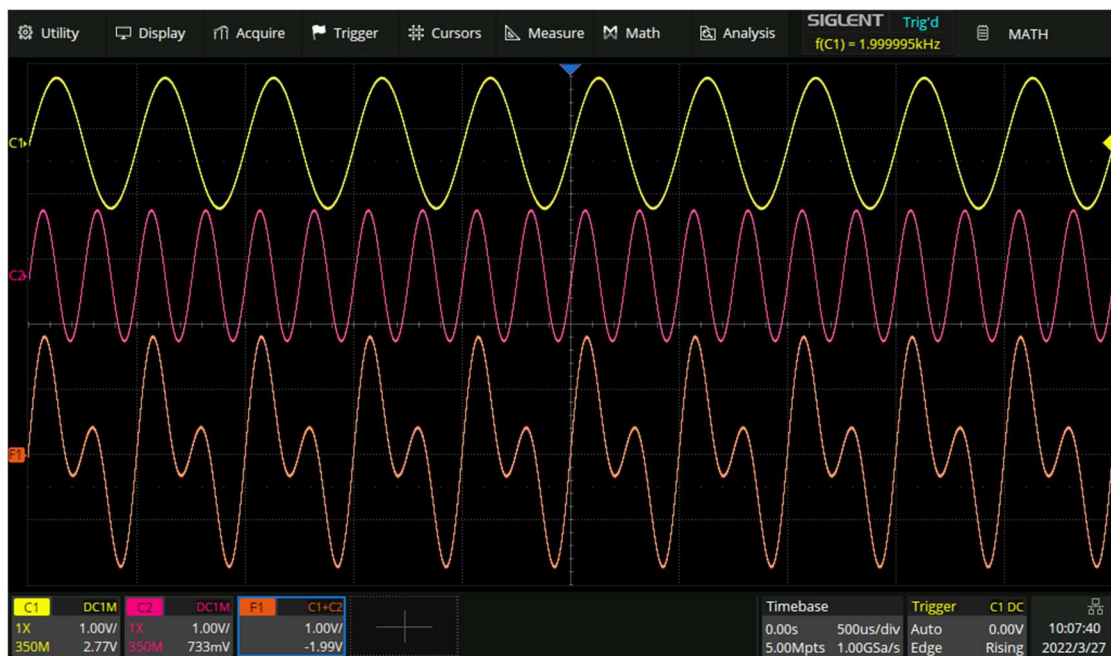 Utility Display Acquire Trigger Cursors Measure Math Analysis SIGLENT Trig'd MATH
f(C1) = 1.999995kHz
C1
C2
F1
C1 DC1M C2 DC1M F1 C1+C2 Timebase Trigger C1 DC
1X 1.00V/ 1X 1.00V/ 1.00V/ 0.00s 500us/div Auto 0.00V 10:07:40
350M 2.77V 350M 733mV -1.99V 5.00Mpts 1.00GSa/s Edge Rising 2022/3/27